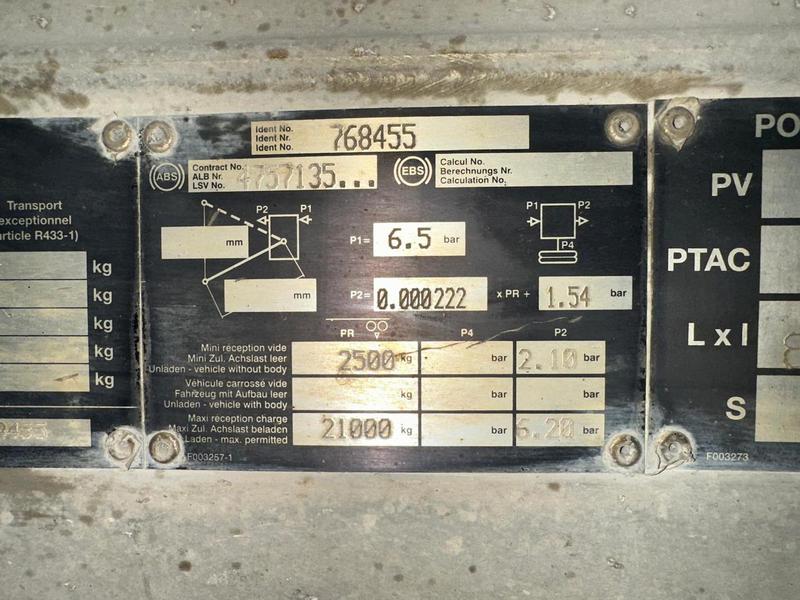 Transport
exceptionnel
article R433-1)
kg
kg
kg
kg
kg
Ident No.
Ident Nr.
Ident No.
768455
ABS
Contract No.
ALB Nr.
LSV No.
4757135...
EBS
Calcul No.
Berechnungs Nr.
Calculation No.
P2 P1
mm
mm
P1= 6.5 bar
P1 P2
P4
P2= 0.000222 x PR + 1.54 bar
PR P4 P2
Mini réception vide
Mini Zul. Achslast leer
Unladen - vehicle without body
2500 kg bar 2.10 bar
Véhicule carrossé vide
Fahrzeug mit Aufbau leer
Unladen - vehicle with body
kg bar bar
Maxi réception charge
Maxi Zul. Achslast beladen
Laden - max. permitted
21000 kg bar 6.20 bar
F003257-1
PO
PV
PTAC
L x l
S
F003273